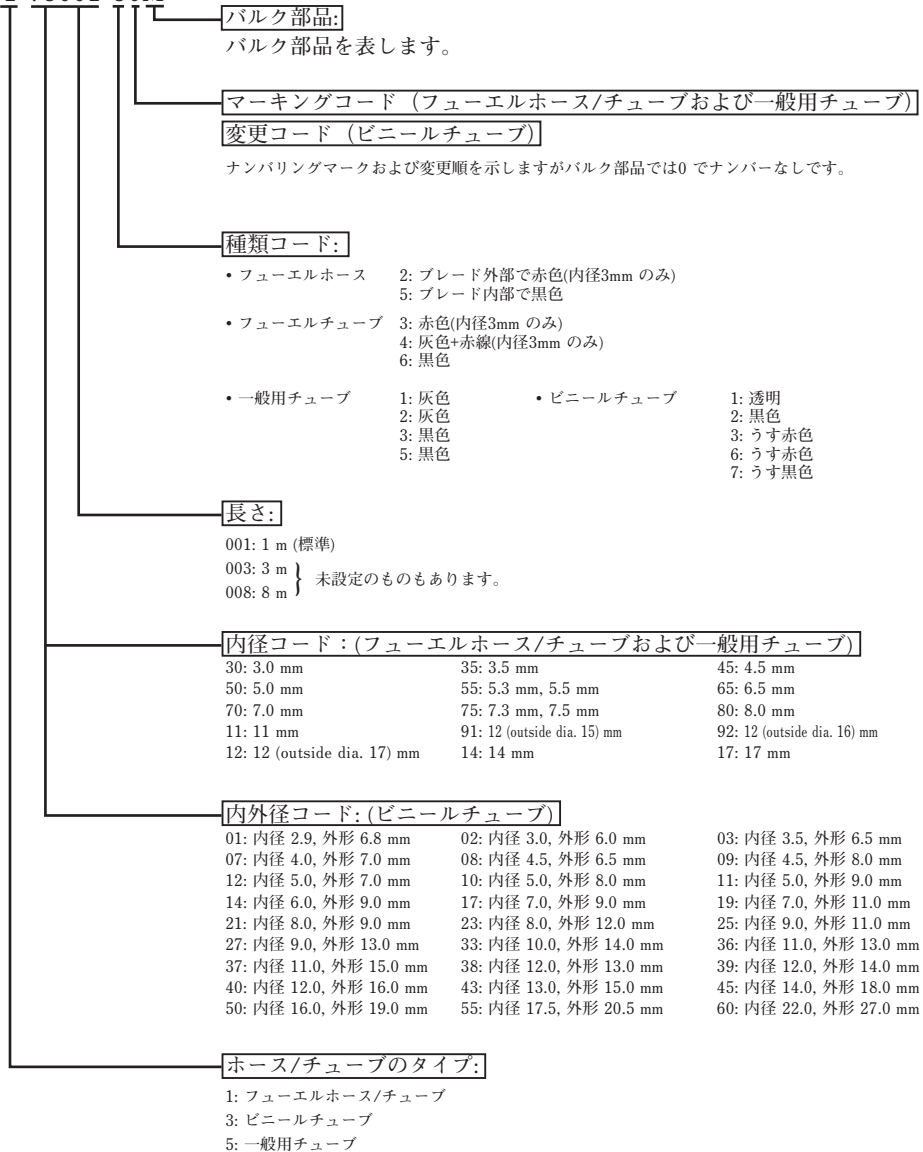 バルク部品:
バルク部品を表します。
マーキングコード (フューエルホース/チューブおよび一般用チューブ)
変更コード (ビニールチューブ)
ナンバリングマークおよび変更順を示しますがバルク部品では0 でナンバーなしです。
種類コード:
• フューエルホース 2: ブレード外部で赤色(内径3mm のみ)
5: ブレード内部で黒色
• フューエルチューブ 3: 赤色(内径3mm のみ)
4: 灰色+赤線(内径3mm のみ)
6: 黒色
• 一般用チューブ 1: 灰色 • ビニールチューブ 1: 透明
2: 灰色 2: 黒色
3: 黒色 3: うす赤色
5: 黒色 6: うす赤色
7: うす黒色
長さ:
001: 1 m (標準)
003: 3 m
008: 8 m } 未設定のものもあります。
内径コード：(フューエルホース/チューブおよび一般用チューブ)
30: 3.0 mm 35: 3.5 mm 45: 4.5 mm
50: 5.0 mm 55: 5.3 mm, 5.5 mm 65: 6.5 mm
70: 7.0 mm 75: 7.3 mm, 7.5 mm 80: 8.0 mm
11: 11 mm 91: 12 (outside dia. 15) mm 92: 12 (outside dia. 16) mm
12: 12 (outside dia. 17) mm 14: 14 mm 17: 17 mm
内外径コード: (ビニールチューブ)
01: 内径 2.9, 外形 6.8 mm 02: 内径 3.0, 外形 6.0 mm 03: 内径 3.5, 外形 6.5 mm
07: 内径 4.0, 外形 7.0 mm 08: 内径 4.5, 外形 6.5 mm 09: 内径 4.5, 外形 8.0 mm
12: 内径 5.0, 外形 7.0 mm 10: 内径 5.0, 外形 8.0 mm 11: 内径 5.0, 外形 9.0 mm
14: 内径 6.0, 外形 9.0 mm 17: 内径 7.0, 外形 9.0 mm 19: 内径 7.0, 外形 11.0 mm
21: 内径 8.0, 外形 9.0 mm 23: 内径 8.0, 外形 12.0 mm 25: 内径 9.0, 外形 11.0 mm
27: 内径 9.0, 外形 13.0 mm 33: 内径 10.0, 外形 14.0 mm 36: 内径 11.0, 外形 13.0 mm
37: 内径 11.0, 外形 15.0 mm 38: 内径 12.0, 外形 13.0 mm 39: 内径 12.0, 外形 14.0 mm
40: 内径 12.0, 外形 16.0 mm 43: 内径 13.0, 外形 15.0 mm 45: 内径 14.0, 外形 18.0 mm
50: 内径 16.0, 外形 19.0 mm 55: 内径 17.5, 外形 20.5 mm 60: 内径 22.0, 外形 27.0 mm
ホース/チューブのタイプ:
1: フューエルホース/チューブ
3: ビニールチューブ
5: 一般用チューブ